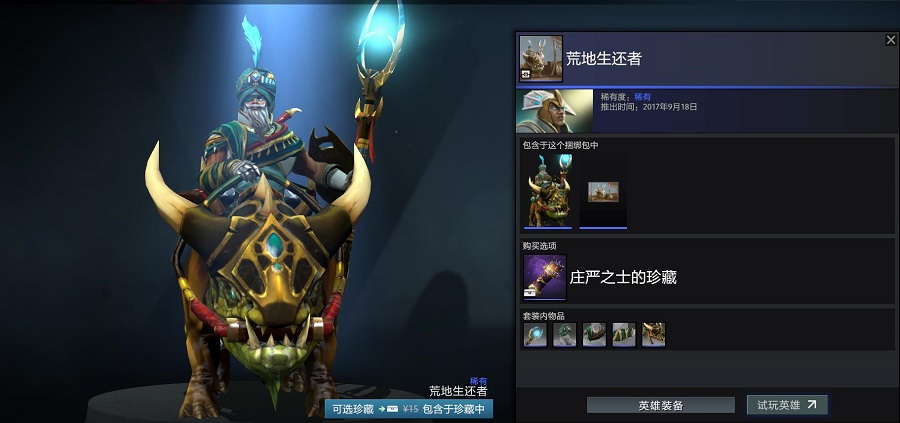 荒地生还者
稀有度：稀有
推出时间：2017年9月18日
包含于这个捆绑包中
购买选项
庄严之士的珍藏
套装内物品
稀有
荒地生还者
可选珍藏 ¥15 包含于珍藏中
英雄装备
试玩英雄